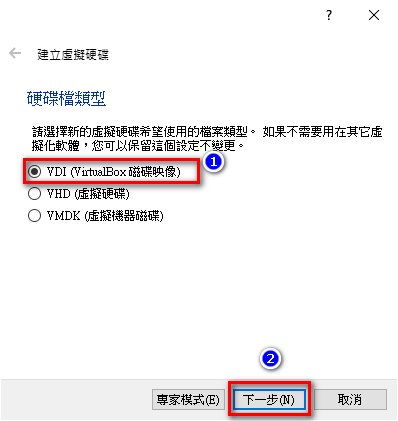 ?
建立虛擬硬碟
硬碟檔類型
請選擇新的虛擬硬碟希望使用的檔案類型。 如果不需要用在其它虛
擬化軟體，您可以保留這個設定不變更。
1
VDI (VirtualBox 磁碟映像)
VHD (虛擬硬碟)
VMDK (虛擬機器磁碟)
2
專家模式(E) 下一步(N) 取消